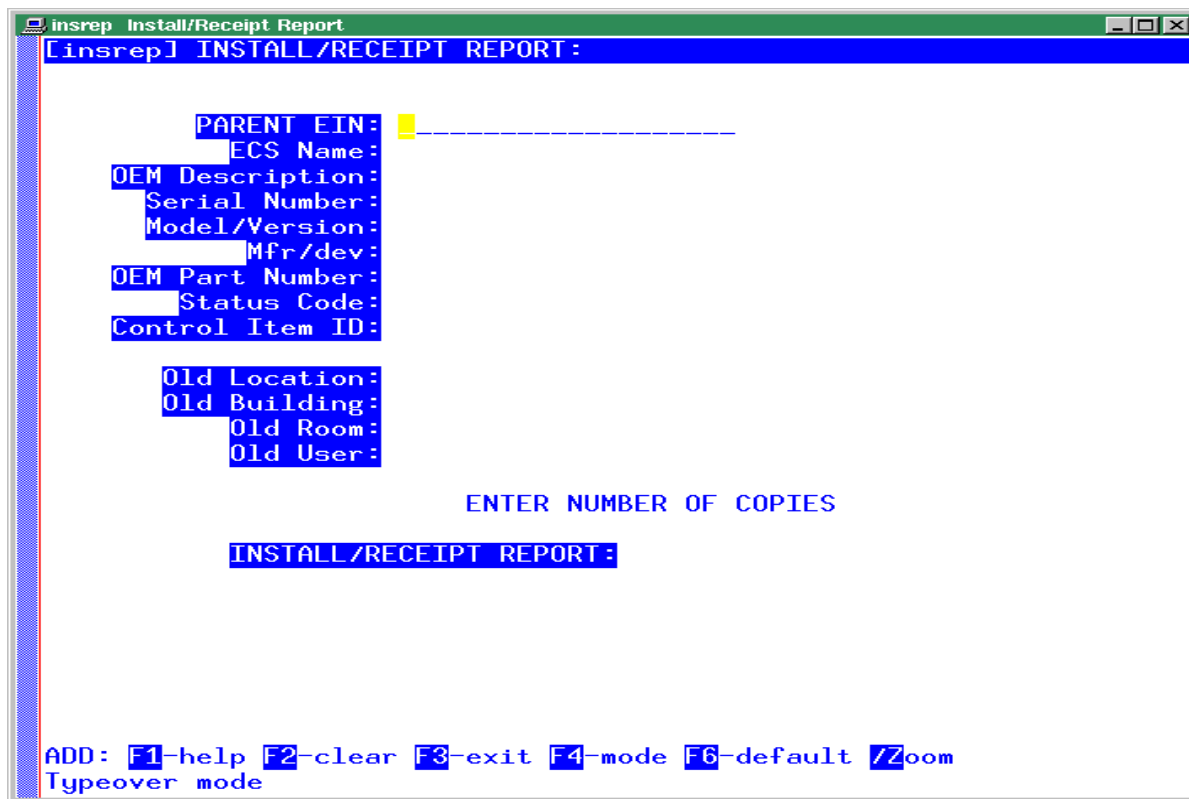 insrep Install/Receipt Report
[insrep] INSTALL/RECEIPT REPORT:
PARENT EIN: ____________________
ECS Name:
OEM Description:
Serial Number:
Model/Version:
Mfr/dev:
OEM Part Number:
Status Code:
Control Item ID:
Old Location:
Old Building:
Old Room:
Old User:
ENTER NUMBER OF COPIES
INSTALL/RECEIPT REPORT:
ADD: F1-help F2-clear F3-exit F4-mode F6-default /Zoom
Typeover mode